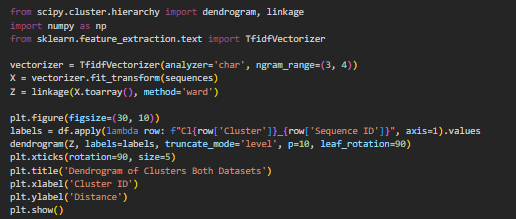 from scipy.cluster.hierarchy import dendrogram, linkage
import numpy as np
from sklearn.feature_extraction.text import TfidfVectorizer
vectorizer = TfidfVectorizer(analyzer='char', ngram_range=(3, 4))
X = vectorizer.fit_transform(sequences)
Z = linkage(X.toarray(), method='ward')
plt.figure(figsize=(30, 10))
labels = df.apply(lambda row: f"Cl{row['Cluster']}_{row['Sequence ID']}", axis=1).values
dendrogram(Z, labels=labels, truncate_mode='level', p=10, leaf_rotation=90)
plt.xticks(rotation=90, size=5)
plt.title('Dendrogram of Clusters Both Datasets')
plt.xlabel('Cluster ID')
plt.ylabel('Distance')
plt.show()